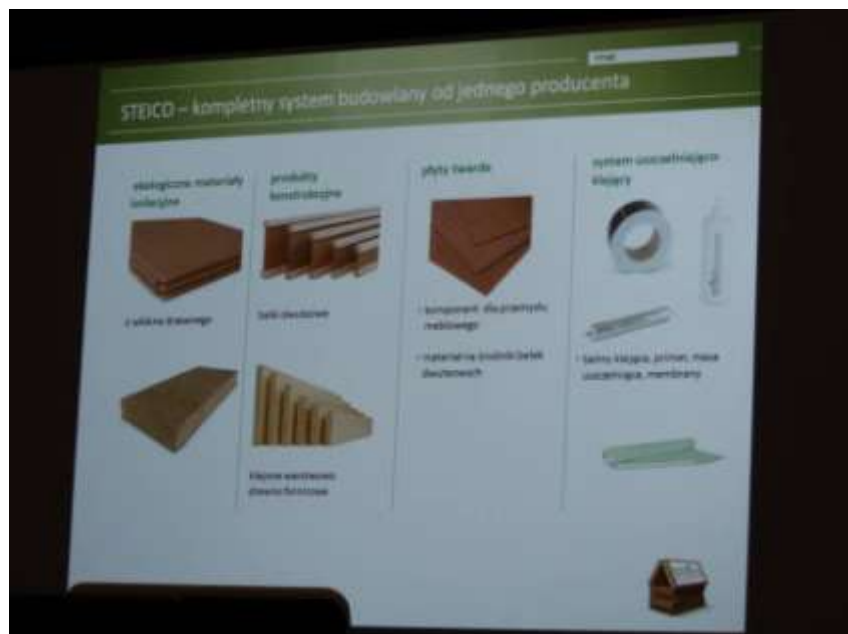 STEICO – kompletny system budowlany od jednego producenta
ekologiczne materiały
izolacyjne
z włókna drzewnego
produkty
konstrukcyjne
belki dwuteowe
klejone warstwowo
drewno fornirowe
płyty twarde
- komponent dla przemysłu
meblowego
- materiał na środnik belek
dwuteowych
system uszczelniająco-
klejący
- taśmy klejące, primer, masa
uszczelniająca, membrany